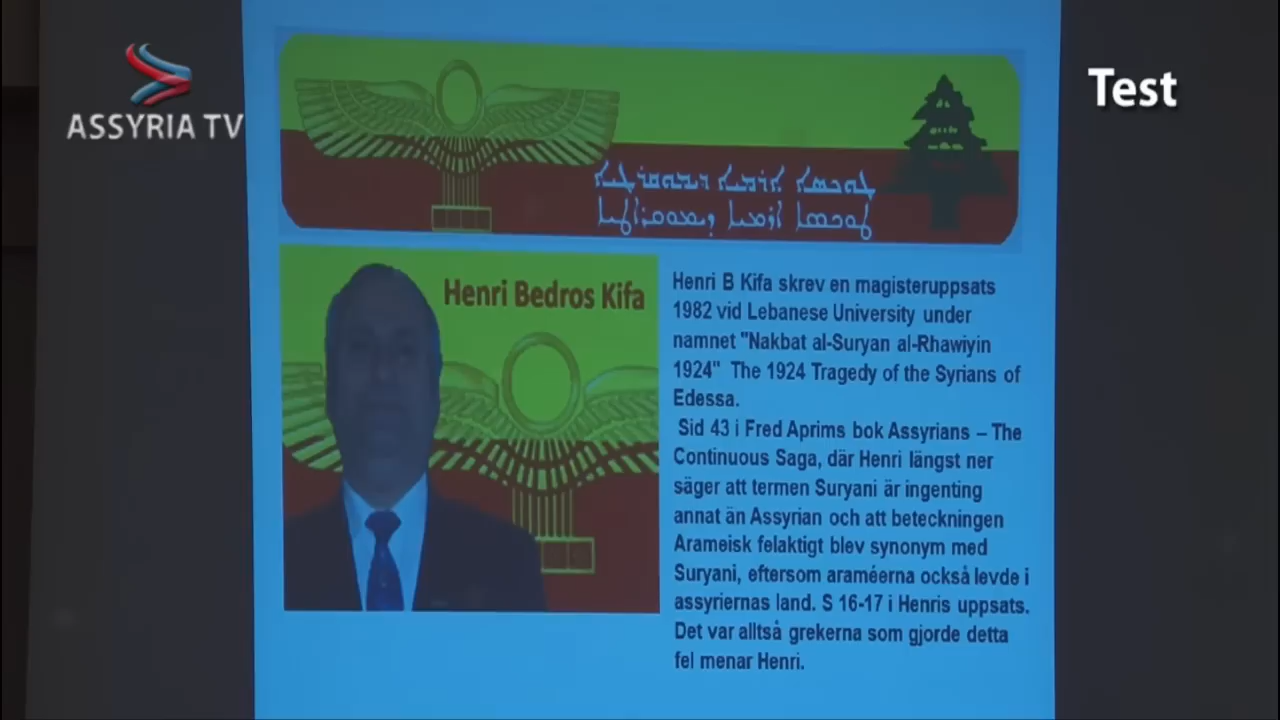 ASSYRIA TV
Test
Henri Bedros Kifa
Henri B Kifa skrev en magisteruppsats
1982 vid Lebanese University under
namnet "Nakbat al-Suryan al-Rhawiyin
1924" The 1924 Tragedy of the Syrians of
Edessa.
Sid 43 i Fred Aprims bok Assyrians – The
Continuous Saga, där Henri längst ner
säger att termen Suryani är ingenting
annat än Assyrian och att beteckningen
Arameisk felaktigt blev synonym med
Suryani, eftersom araméerna också levde i
assyriernas land. S 16-17 i Henris uppsats.
Det var alltså grekerna som gjorde detta
fel menar Henri.